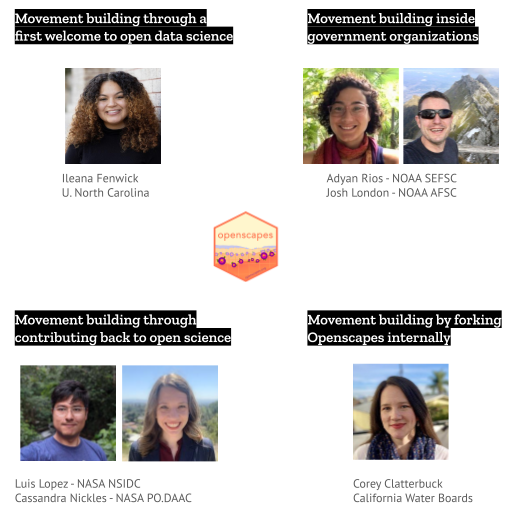 Movement building through a
first welcome to open data science
Movement building inside
government organizations
Ileana Fenwick
U. North Carolina
Adyan Rios - NOAA SEFSC
Josh London - NOAA AFSC
openscapes
Movement building through
contributing back to open science
Movement building by forking
Openscapes internally
Luis Lopez - NASA NSIDC
Cassandra Nickles - NASA PO.DAAC
Corey Clatterbuck
California Water Boards